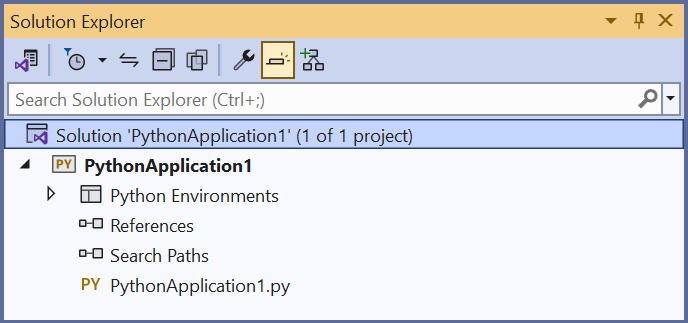 Solution Explorer
Search Solution Explorer (Ctrl+;)
Solution 'PythonApplication1' (1 of 1 project)
PY PythonApplication1
Python Environments
References
Search Paths
PY PythonApplication1.py